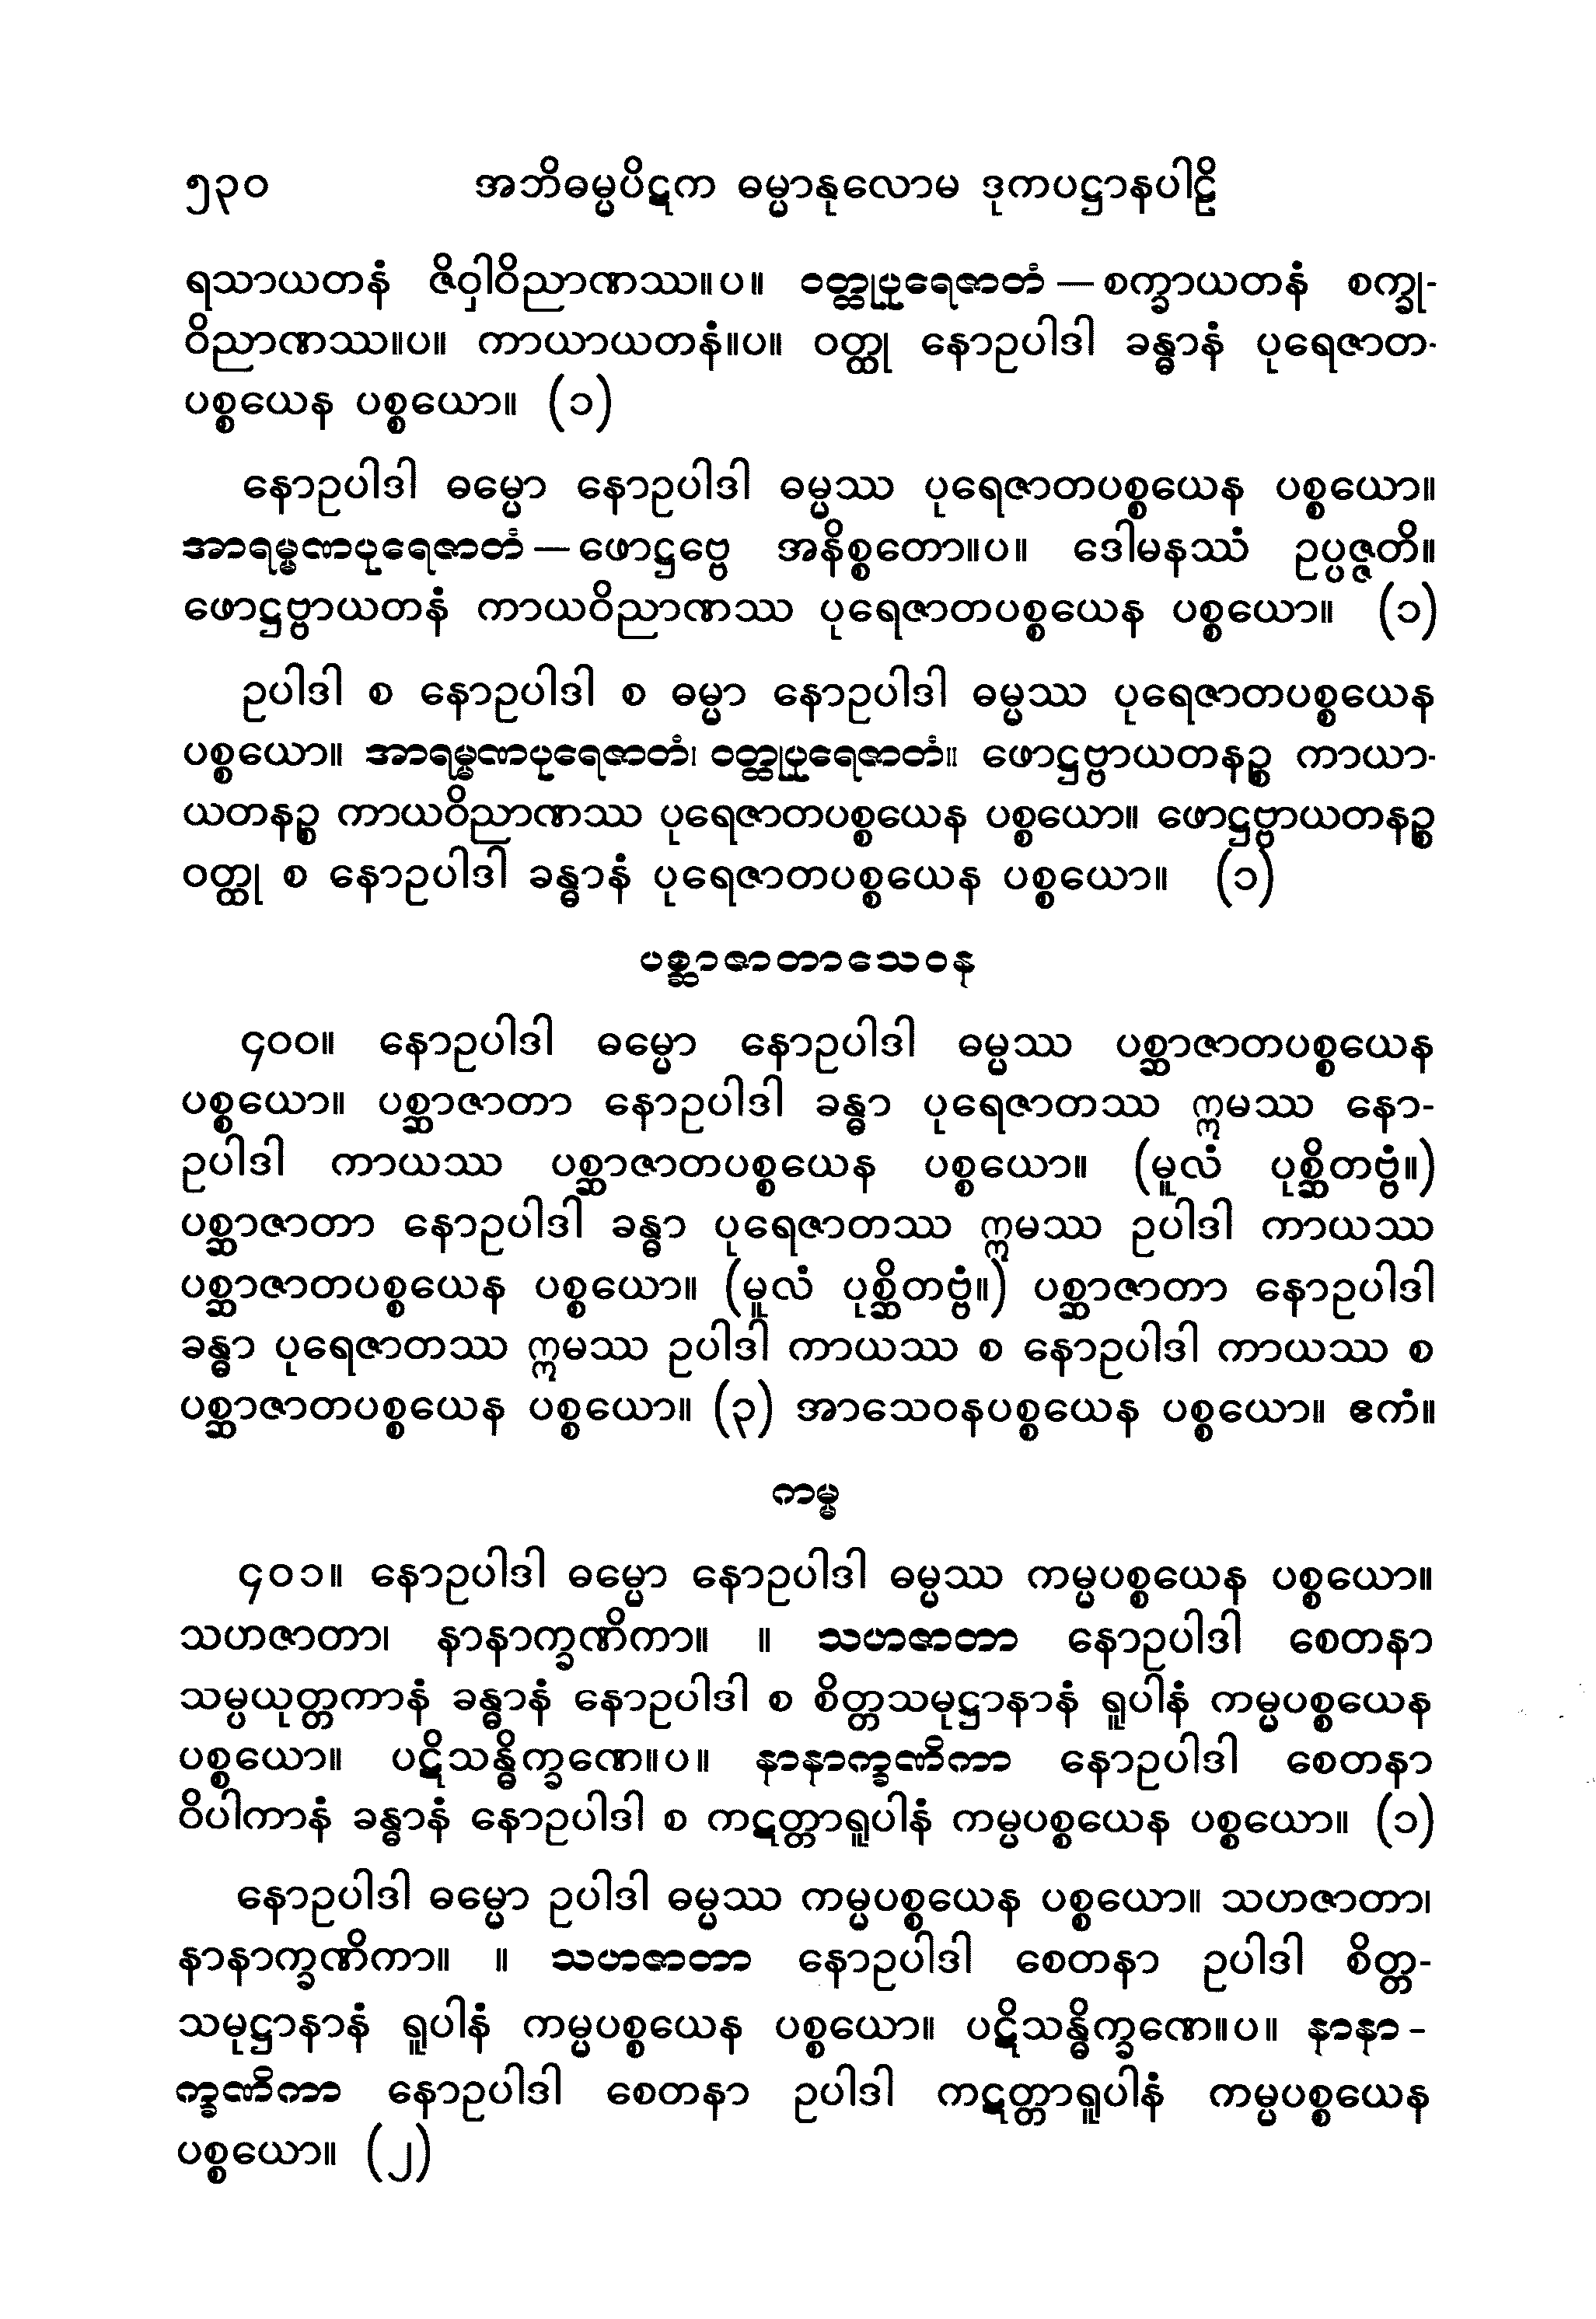 ၅၃၀ အဘိဓမ္မပိဋက ဓမ္မာနုလောမ ဒုကပဋ္ဌာနပါဠိ
ရသာယတနံ ဇိဝှါဝိညာဏဿ။ပ။ ဝတ္ထုပုရေဇာတံ — စက္ခာယတနံ စက္ခု-
ဝိညာဏဿ။ပ။ ကာယာယတနံ။ပ။ ဝတ္ထု နောဥပါဒါ ခန္ဓာနံ ပုရေဇာတ-
ပစ္စယေန ပစ္စယော။ (၁)
နောဥပါဒါ ဓမ္မော နောဥပါဒါ ဓမ္မဿ ပုရေဇာတပစ္စယေန ပစ္စယော။
အာရမ္မဏပုရေဇာတံ — ဖောဋ္ဌဗ္ဗေ အနိစ္စတော။ပ။ ဒေါမနဿံ ဥပ္ပဇ္ဇတိ။
ဖောဋ္ဌဗ္ဗာယတနံ ကာယဝိညာဏဿ ပုရေဇာတပစ္စယေန ပစ္စယော။ (၁)
ဥပါဒါ စ နောဥပါဒါ စ ဓမ္မာ နောဥပါဒါ ဓမ္မဿ ပုရေဇာတပစ္စယေန
ပစ္စယော။ အာရမ္မဏပုရေဇာတံ၊ ဝတ္ထုပုရေဇာတံ။ ဖောဋ္ဌဗ္ဗာယတနဉ္စ ကာယာ-
ယတနဉ္စ ကာယဝိညာဏဿ ပုရေဇာတပစ္စယေန ပစ္စယော။ ဖောဋ္ဌဗ္ဗာယတနဉ္စ
ဝတ္ထု စ နောဥပါဒါ ခန္ဓာနံ ပုရေဇာတပစ္စယေန ပစ္စယော။ (၁)
ပစ္ဆာဇာတာသေဝန
၄၀၀။ နောဥပါဒါ ဓမ္မော နောဥပါဒါ ဓမ္မဿ ပစ္ဆာဇာတပစ္စယေန
ပစ္စယော။ ပစ္ဆာဇာတာ နောဥပါဒါ ခန္ဓာ ပုရေဇာတဿ ဣမဿ နော-
ဥပါဒါ ကာယဿ ပစ္ဆာဇာတပစ္စယေန ပစ္စယော။ (မူလံ ပုစ္ဆိတဗ္ဗံ။)
ပစ္ဆာဇာတာ နောဥပါဒါ ခန္ဓာ ပုရေဇာတဿ ဣမဿ ဥပါဒါ ကာယဿ
ပစ္ဆာဇာတပစ္စယေန ပစ္စယော။ (မူလံ ပုစ္ဆိတဗ္ဗံ။) ပစ္ဆာဇာတာ နောဥပါဒါ
ခန္ဓာ ပုရေဇာတဿ ဣမဿ ဥပါဒါ ကာယဿ စ နောဥပါဒါ ကာယဿ စ
ပစ္ဆာဇာတပစ္စယေန ပစ္စယော။ (၃) အာသေဝနပစ္စယေန ပစ္စယော။ ဧကံ။
ကမ္မ
၄၀၁။ နောဥပါဒါ ဓမ္မော နောဥပါဒါ ဓမ္မဿ ကမ္မပစ္စယေန ပစ္စယော။
သဟဇာတာ၊ နာနာက္ခဏိကာ။ ။ သဟဇာတာ နောဥပါဒါ စေတနာ
သမ္ပယုတ္တကာနံ ခန္ဓာနံ နောဥပါဒါ စ စိတ္တသမုဋ္ဌာနာနံ ရူပါနံ ကမ္မပစ္စယေန
ပစ္စယော။ ပဋိသန္ဓိက္ခဏေ။ပ။ နာနာက္ခဏိကာ နောဥပါဒါ စေတနာ
ဝိပါကာနံ ခန္ဓာနံ နောဥပါဒါ စ ကဋတ္တာရူပါနံ ကမ္မပစ္စယေန ပစ္စယော။ (၁)
နောဥပါဒါ ဓမ္မော ဥပါဒါ ဓမ္မဿ ကမ္မပစ္စယေန ပစ္စယော။ သဟဇာတာ၊
နာနာက္ခဏိကာ။ ။ သဟဇာတာ နောဥပါဒါ စေတနာ ဥပါဒါ စိတ္တ-
သမုဋ္ဌာနာနံ ရူပါနံ ကမ္မပစ္စယေန ပစ္စယော။ ပဋိသန္ဓိက္ခဏေ။ပ။ နာနာ-
က္ခဏိကာ နောဥပါဒါ စေတနာ ဥပါဒါ ကဋတ္တာရူပါနံ ကမ္မပစ္စယေန
ပစ္စယော။ (၂)